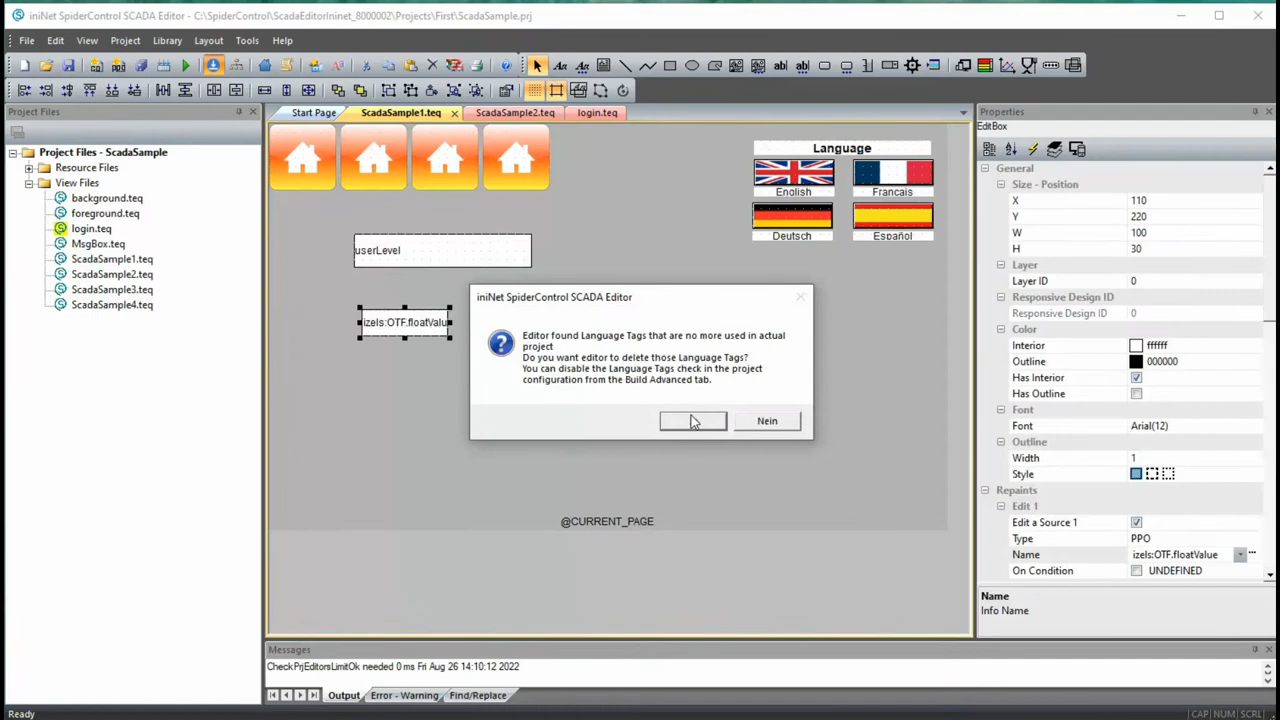 iniNet SpiderControl SCADA Editor - C:\SpiderControl\ScadaEditorIninet_8000002\Projects\First\ScadaSample.prj
File Edit View Project Library Layout Tools Help
Project Files
Start Page ScadaSample1.teq ScadaSample2.teq login.teq
Properties
EditBox
Project Files - ScadaSample
Resource Files
View Files
background.teq
foreground.teq
login.teq
MsgBox.teq
ScadaSample1.teq
ScadaSample2.teq
ScadaSample3.teq
ScadaSample4.teq
Language
English Francais
Deutsch Español
userLevel
izels:OTF.floatValu
iniNet SpiderControl SCADA Editor
Editor found Language Tags that are no more used in actual
project
Do you want editor to delete those Language Tags?
You can disable the Language Tags check in the project
configuration from the Build Advanced tab.
Nein
@CURRENT_PAGE
General
Size - Position
X 110
Y 220
W 100
H 30
Layer
Layer ID 0
Responsive Design ID
Responsive Design ID 0
Color
Interior ffffff
Outline 000000
Has Interior
Has Outline
Font
Font Arial(12)
Outline
Width 1
Style
Repaints
Edit 1
Edit a Source 1
Type PPO
Name izels:OTF.floatValue
On Condition UNDEFINED
Name
Info Name
Messages
CheckPrjEditorsLimitOk needed 0 ms Fri Aug 26 14:10:12 2022
Output Error - Warning Find/Replace
Ready
CAP NUM SCRL